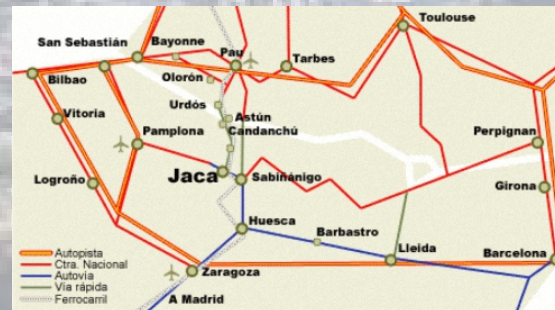 Toulouse
San Sebastián
Bayonne
Pau
Tarbes
Bilbao
Olorón
Urdós
Vitoria
Astún
Candanchú
Pamplona
Perpignan
Jaca
Sabiñánigo
Logroño
Girona
Huesca
Barbastro
Lleida
Barcelona
Autopista
Ctra. Nacional
Autovía
Vía rápida
Ferrocarril
Zaragoza
A Madrid